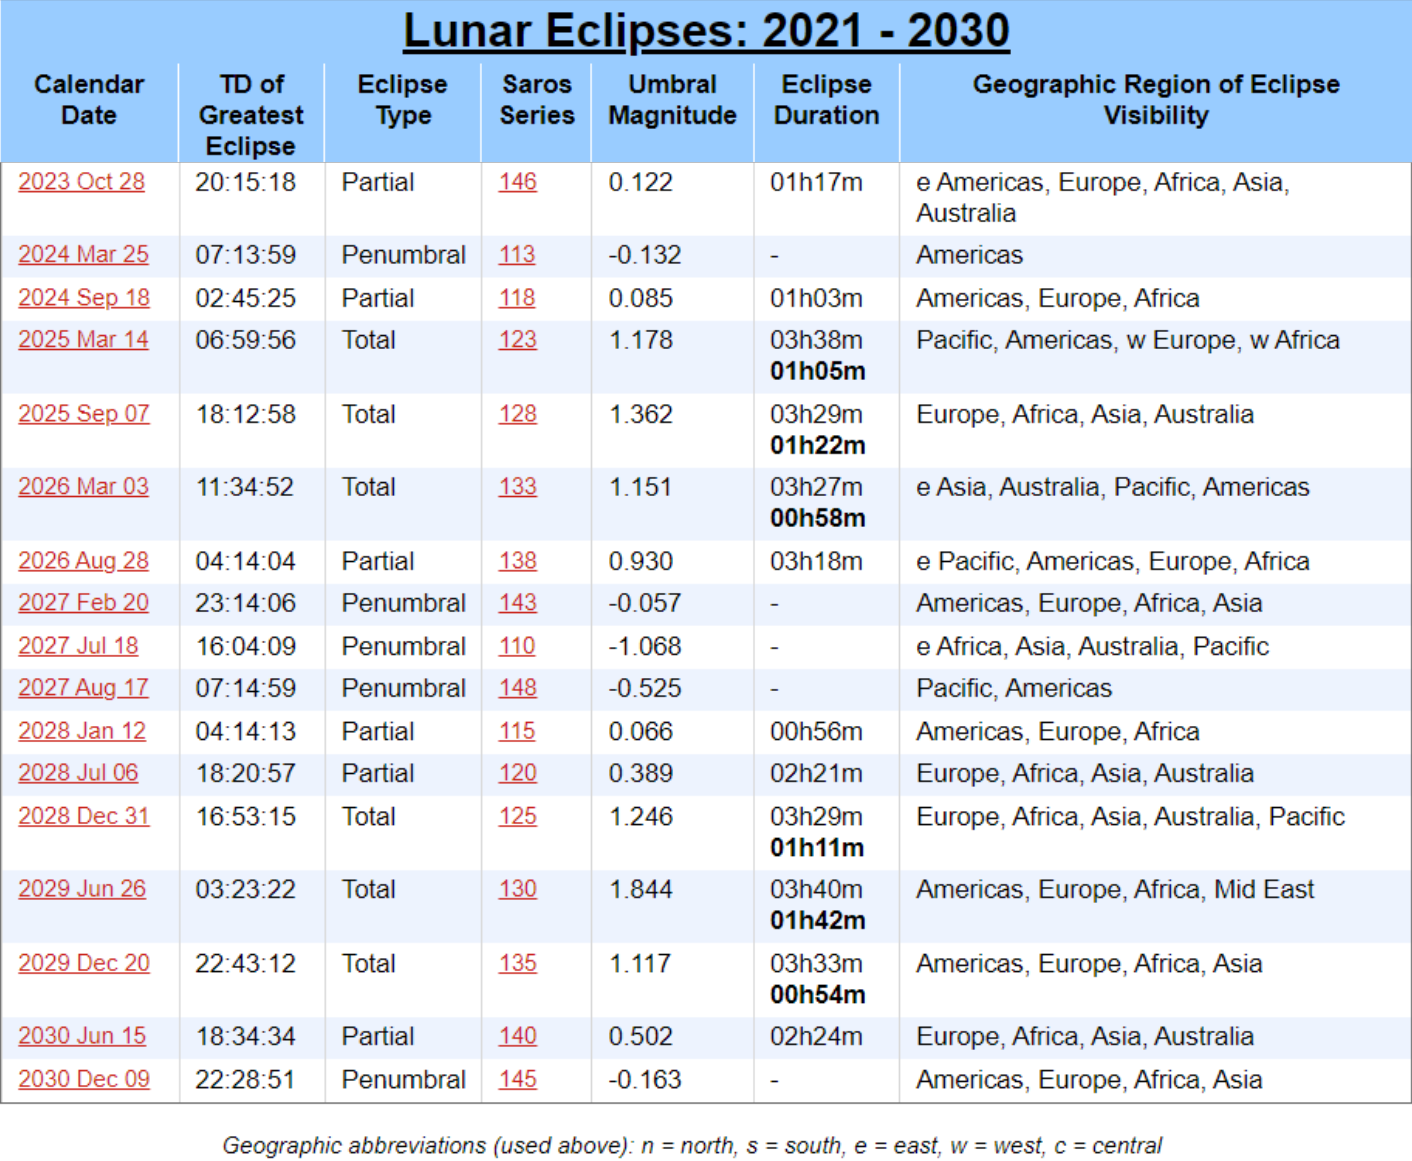 Lunar Eclipses: 2021 - 2030
Calendar Date TD of Greatest Eclipse Eclipse Type Saros Series Umbral Magnitude Eclipse Duration Geographic Region of Eclipse Visibility
2023 Oct 28 20:15:18 Partial 146 0.122 01h17m e Americas, Europe, Africa, Asia,
Australia
2024 Mar 25 07:13:59 Penumbral 113 -0.132 - Americas
2024 Sep 18 02:45:25 Partial 118 0.085 01h03m Americas, Europe, Africa
2025 Mar 14 06:59:56 Total 123 1.178 03h38m Pacific, Americas, w Europe, w Africa
01h05m
2025 Sep 07 18:12:58 Total 128 1.362 03h29m Europe, Africa, Asia, Australia
01h22m
2026 Mar 03 11:34:52 Total 133 1.151 03h27m e Asia, Australia, Pacific, Americas
00h58m
2026 Aug 28 04:14:04 Partial 138 0.930 03h18m e Pacific, Americas, Europe, Africa
2027 Feb 20 23:14:06 Penumbral 143 -0.057 - Americas, Europe, Africa, Asia
2027 Jul 18 16:04:09 Penumbral 110 -1.068 - e Africa, Asia, Australia, Pacific
2027 Aug 17 07:14:59 Penumbral 148 -0.525 - Pacific, Americas
2028 Jan 12 04:14:13 Partial 115 0.066 00h56m Americas, Europe, Africa
2028 Jul 06 18:20:57 Partial 120 0.389 02h21m Europe, Africa, Asia, Australia
2028 Dec 31 16:53:15 Total 125 1.246 03h29m Europe, Africa, Asia, Australia, Pacific
01h11m
2029 Jun 26 03:23:22 Total 130 1.844 03h40m Americas, Europe, Africa, Mid East
01h42m
2029 Dec 20 22:43:12 Total 135 1.117 03h33m Americas, Europe, Africa, Asia
00h54m
2030 Jun 15 18:34:34 Partial 140 0.502 02h24m Europe, Africa, Asia, Australia
2030 Dec 09 22:28:51 Penumbral 145 -0.163 - Americas, Europe, Africa, Asia
Geographic abbreviations (used above): n = north, s = south, e = east, w = west, c = central